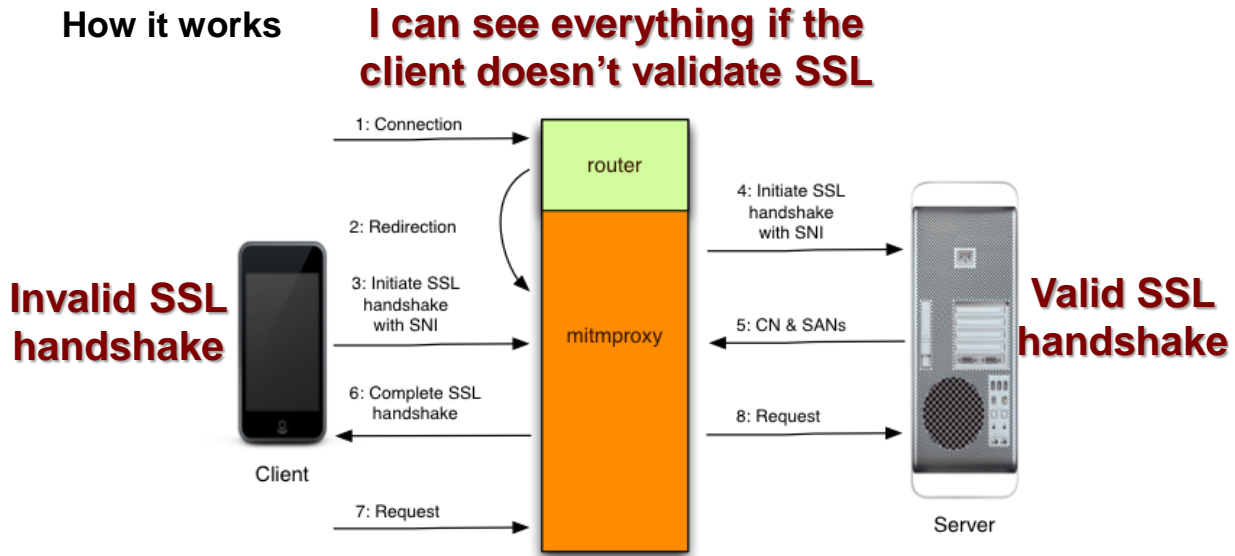 How it works
I can see everything if the
client doesn’t validate SSL
1: Connection
router
2: Redirection
3: Initiate SSL
handshake
with SNI
4: Initiate SSL
handshake
with SNI
Invalid SSL
handshake
mitmproxy
5: CN & SANs
Valid SSL
handshake
6: Complete SSL
handshake
8: Request
Client
7: Request
Server